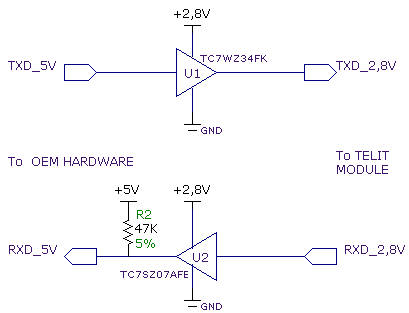 +2,8V
TXD_5V
TC7WZ34FK
U1
TXD_2,8V
GND
To OEM HARDWARE
To TELIT
MODULE
+5V
+2,8V
R2
47K
5%
RXD_5V
U2
RXD_2,8V
TC7SZ07AFE
GND